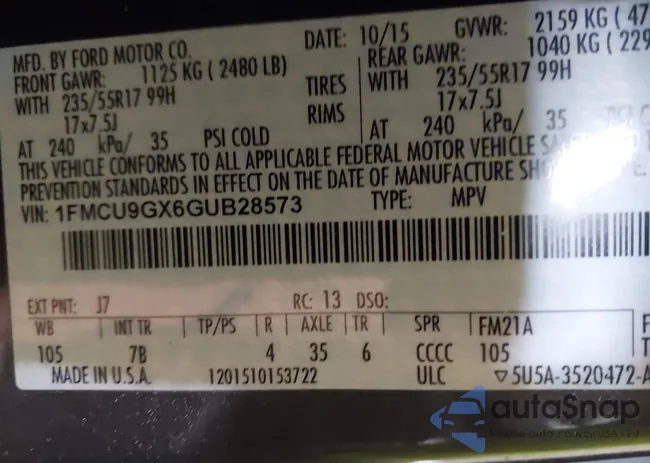 MFD. BY FORD MOTOR CO. DATE: 10/15 GVWR: 2159 KG ( 47
FRONT GAWR: 1125 KG ( 2480 LB) REAR GAWR: 1040 KG ( 229
WITH 235/55R17 99H TIRES WITH 235/55R17 99H
17x7.5J RIMS 17x7.5J
AT 240 kPa/ 35 PSI COLD AT 240 kPa/ 35 PSI C
THIS VEHICLE CONFORMS TO ALL APPLICABLE FEDERAL MOTOR VEHICLE
PREVENTION STANDARDS IN EFFECT ON THE DATE OF MANUFACTURE
VIN: 1FMCU9GX6GUB28573 TYPE: MPV
EXT PNT: J7 RC: 13 DSO:
WB INT TR TP/PS R AXLE TR SPR FM21A
105 7B 4 35 6 CCCC 105
MADE IN U.S.A. 1201510153722 ULC ▽5U5A-3520472-A
autoSnap